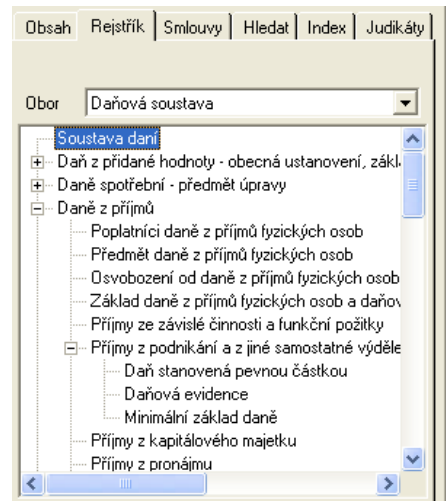 Obsah Rejstřík Smlouvy Hledat Index Judikáty
Obor Daňová soustava
Soustava daní
Daň z přidané hodnoty - obecná ustanovení, zákl
Daně spotřební - předmět úpravy
Daně z příjmů
Poplatníci daně z příjmů fyzických osob
Předmět daně z příjmů fyzických osob
Osvobození od daně z příjmů fyzických osob
Základ daně z příjmů fyzických osob a daňov
Příjmy ze závislé činnosti a funkční požitky
Příjmy z podnikání a z jiné samostatné výděle
Daň stanovená pevnou částkou
Daňová evidence
Minimální základ daně
Příjmy z kapitálového majetku
Příjmy z pronájmu